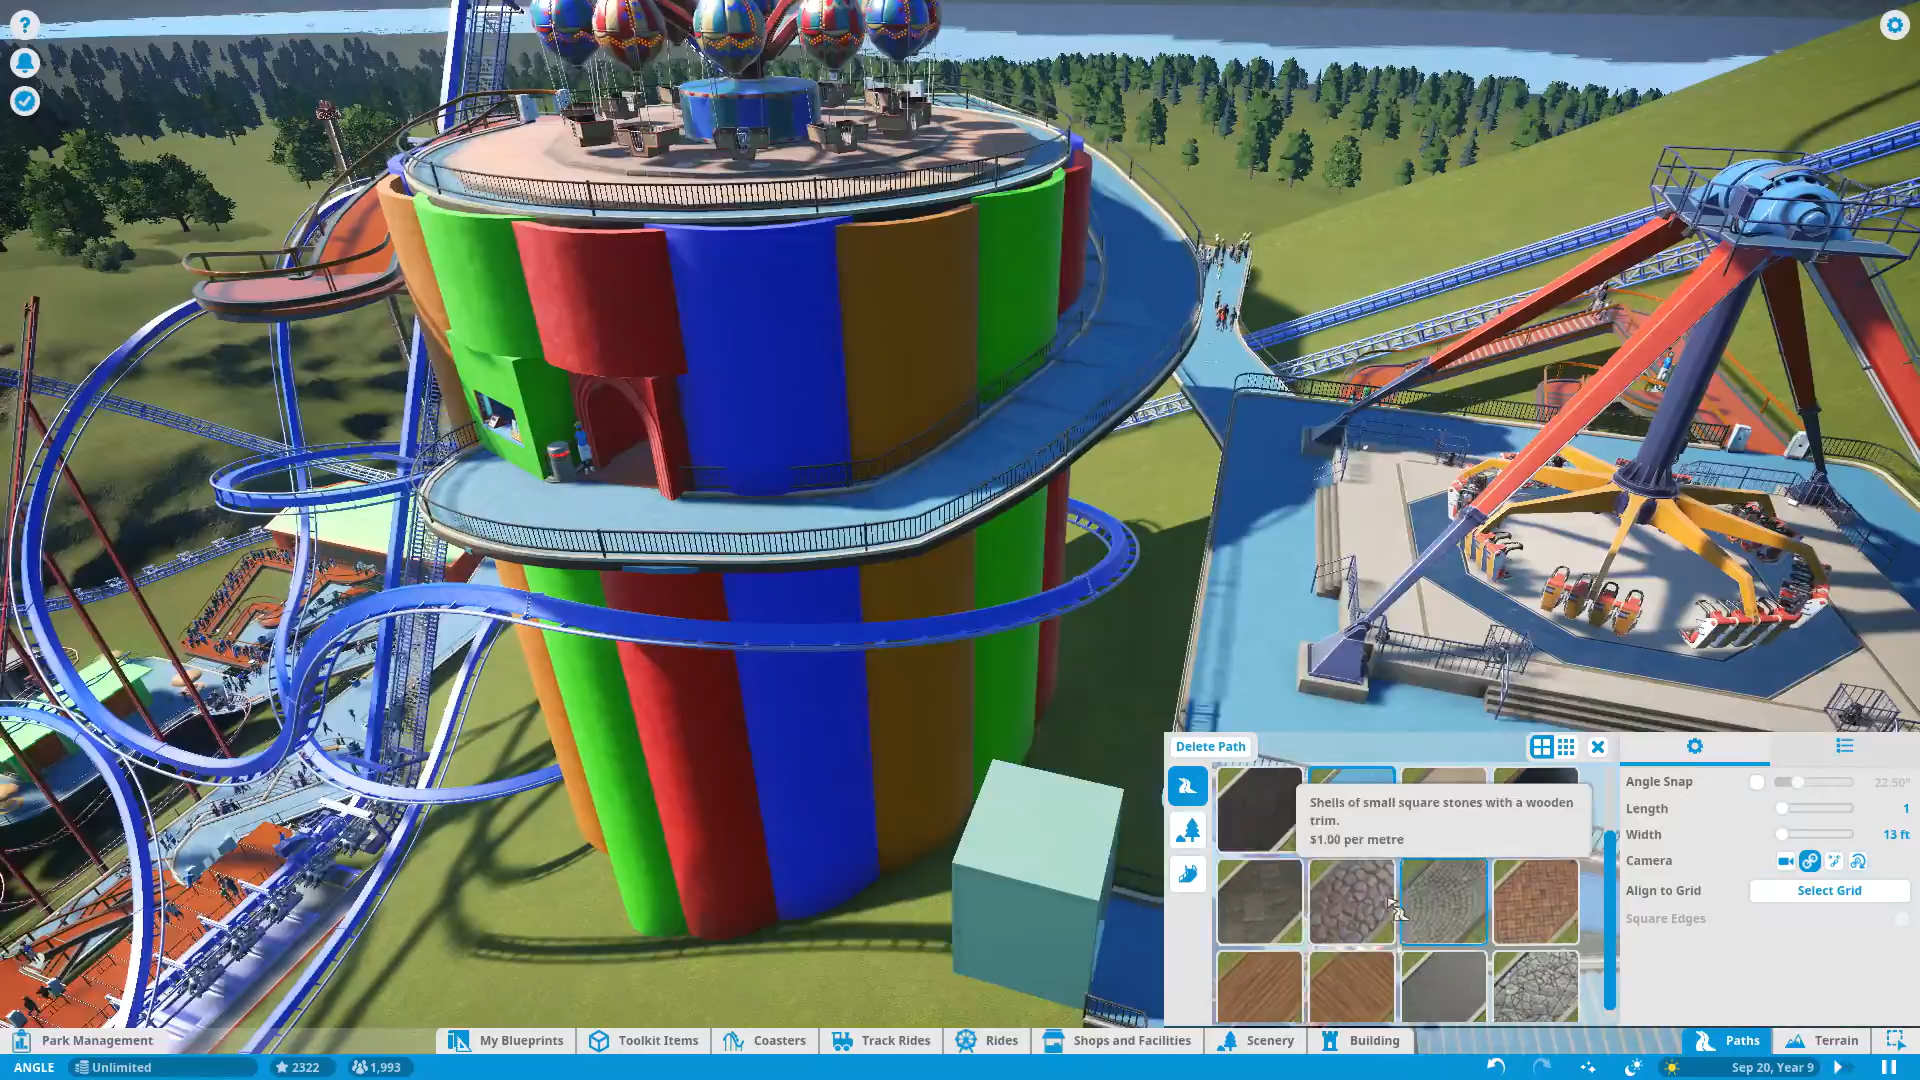 ?
Delete Path
Shells of small square stones with a wooden
trim.
$1.00 per metre
Angle Snap
22.50°
Length
1
Width
13 ft
Camera
Align to Grid
Select Grid
Square Edges
Park Management
My Blueprints
Toolkit Items
Coasters
Track Rides
Rides
Shops and Facilities
Scenery
Building
Paths
Terrain
ANGLE
Unlimited
2322
1,993
Sep 20, Year 9